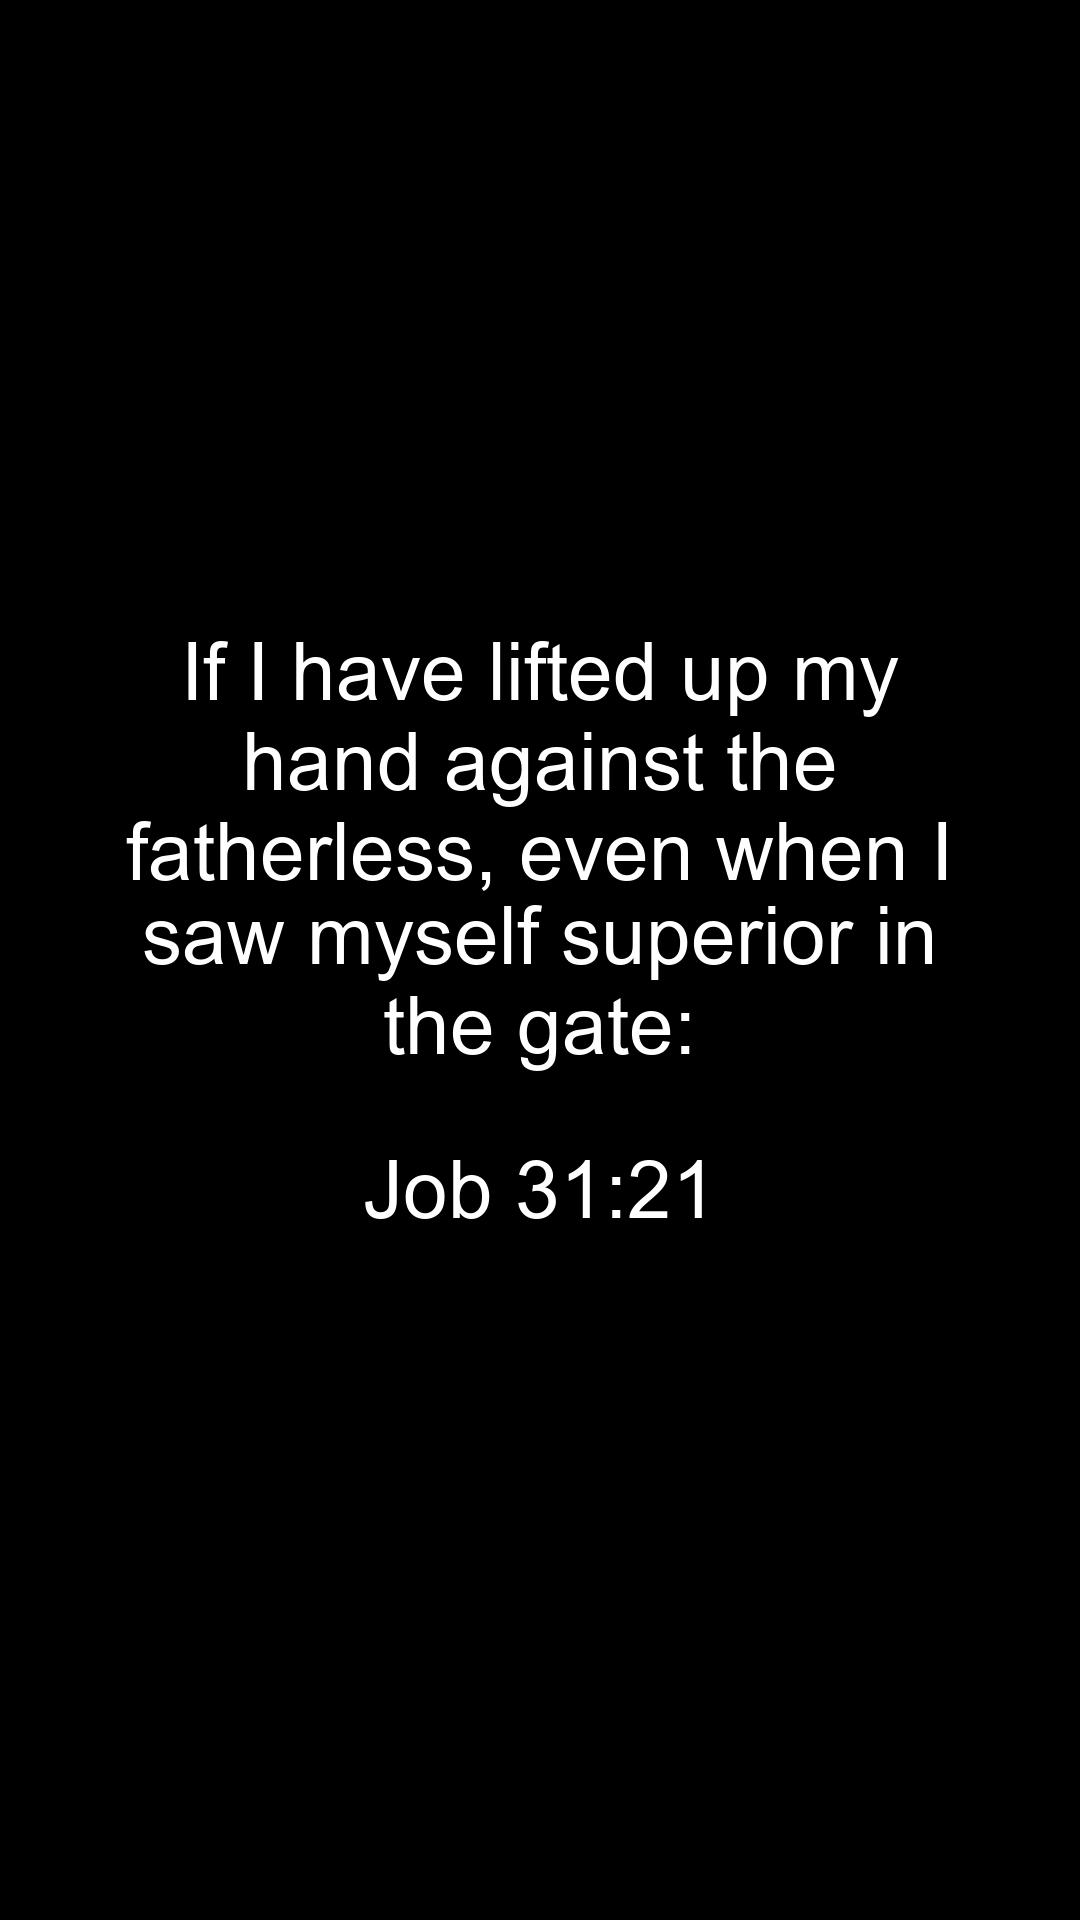 If I have lifted up my
hand against the
fatherless, even when I
saw myself superior in
the gate:
Job 31:21